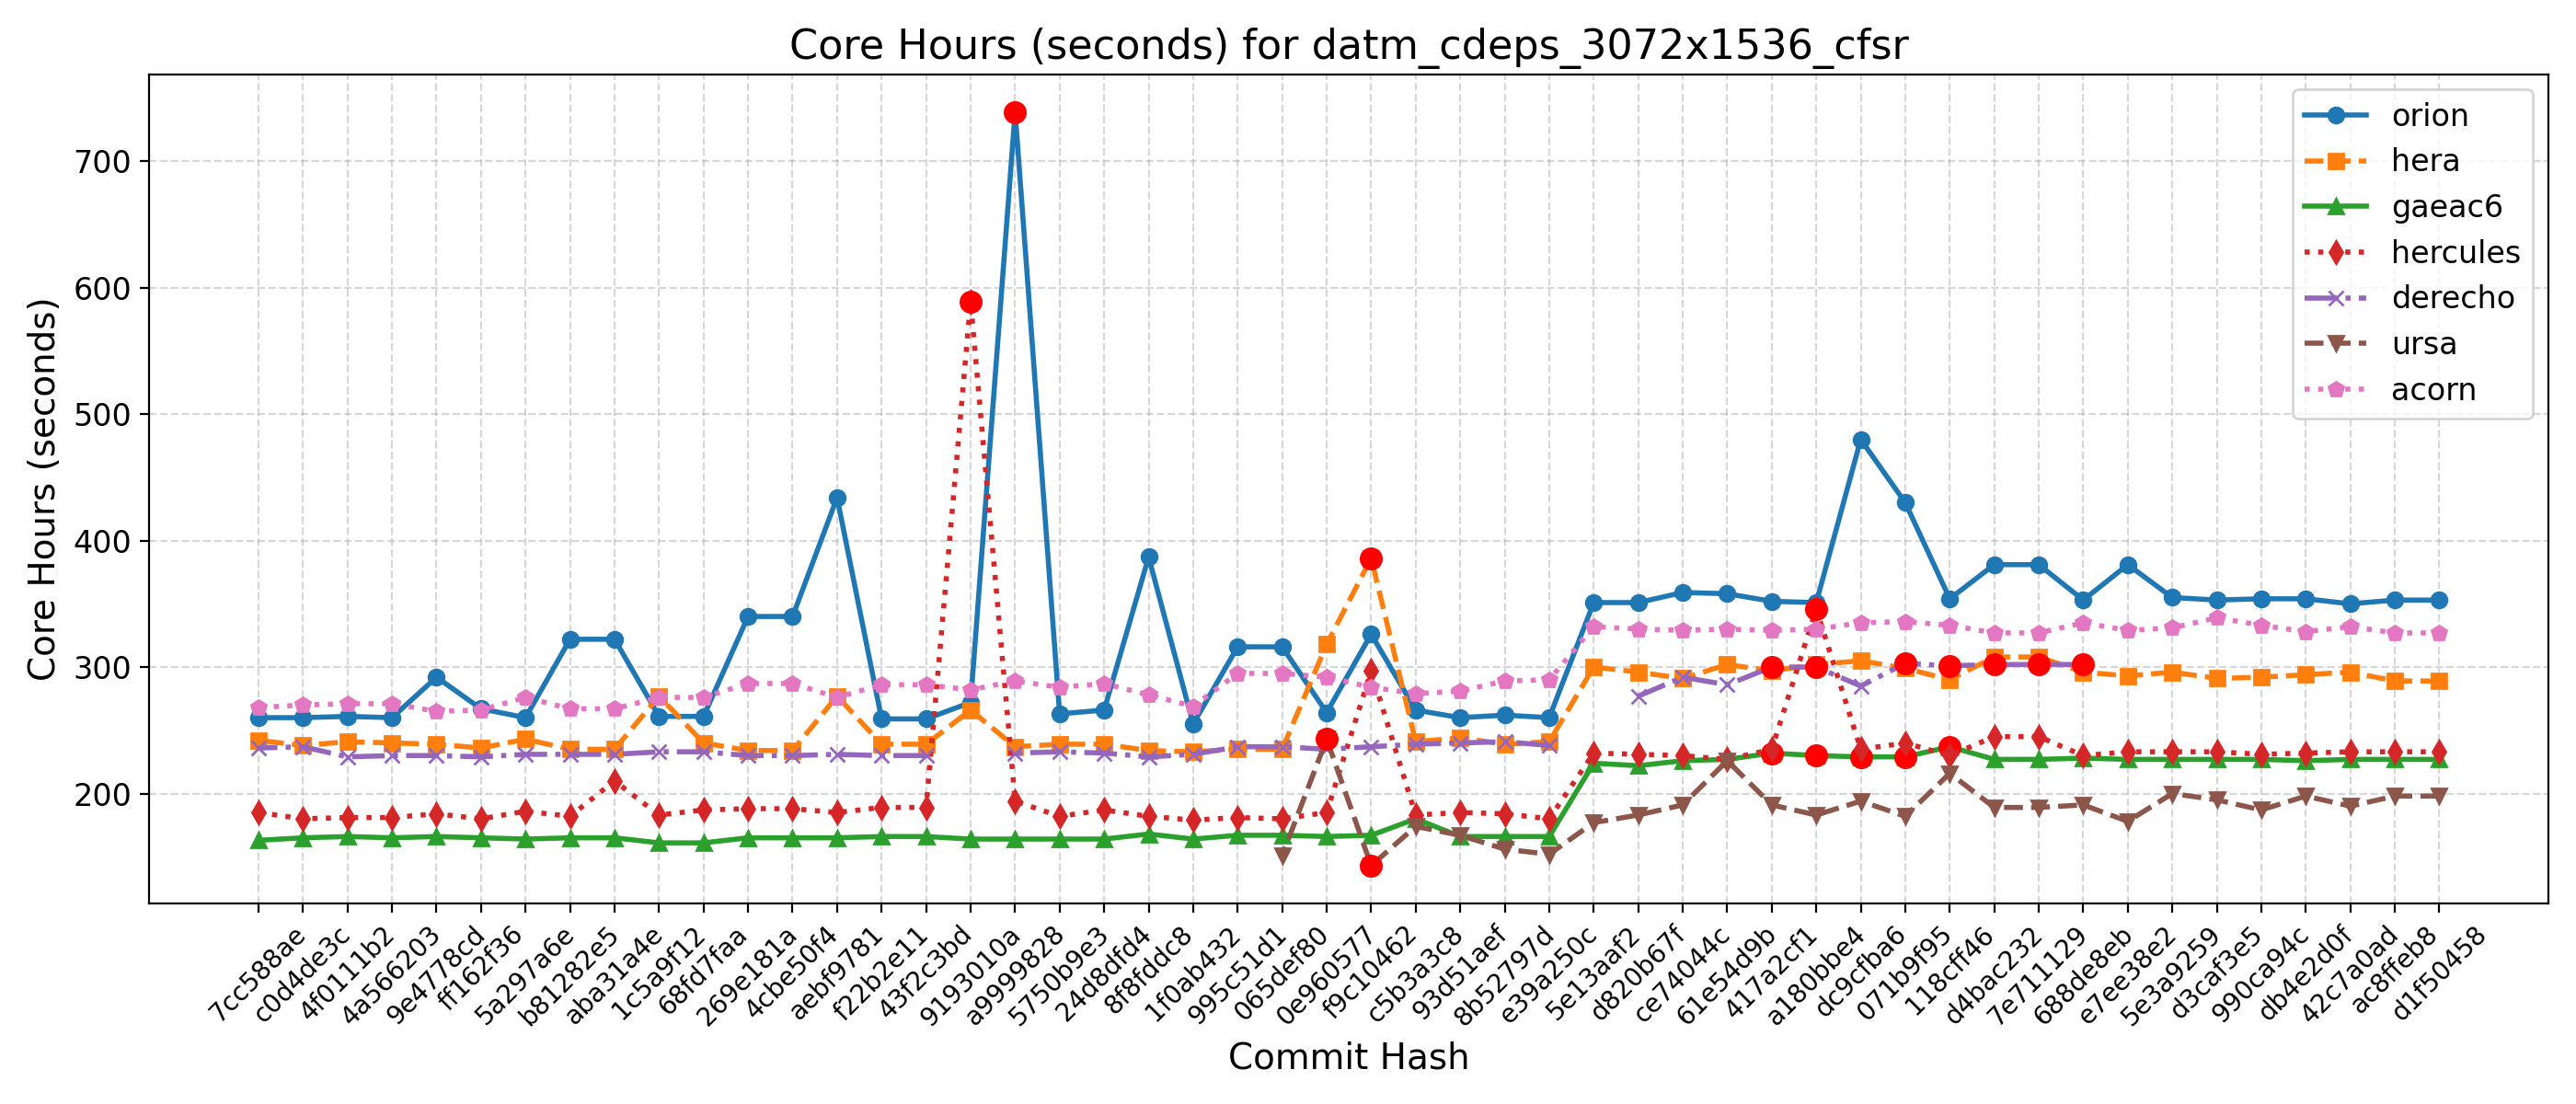 Core Hours (seconds) for datm_cdeps_3072x1536_cfsr
Core Hours (seconds)
700
600
500
400
300
200
orion
hera
gaeac6
hercules
derecho
ursa
acorn
7cc588ae
c0d4de3c
4f0111b2
4a566203
9e4778cd
ff162f36
5a297a6e
b81282e5
aba31a4e
1c5a9f12
68fd7faa
269e181a
4cbe50f4
aebf9781
f22b2e11
43f2c3bd
9193010a
a9999828
5750b9e3
24d8dfd4
8f8fddc8
1f0ab432
995c51d1
065def80
0e960577
f9c10462
c5b3a3c8
93d51aef
8b52797d
e39a250c
5e13aaf2
d820b67f
ce74044c
61e54d9b
417a2cf1
a180bbe4
dc9cfba6
071b9f95
118cff46
d4bac232
7e711129
688de8eb
e7ee38e2
5e3a9259
d3caf3e5
990ca94c
db4e2d0f
42c7a0ad
ac8ffeb8
d1f50458
Commit Hash